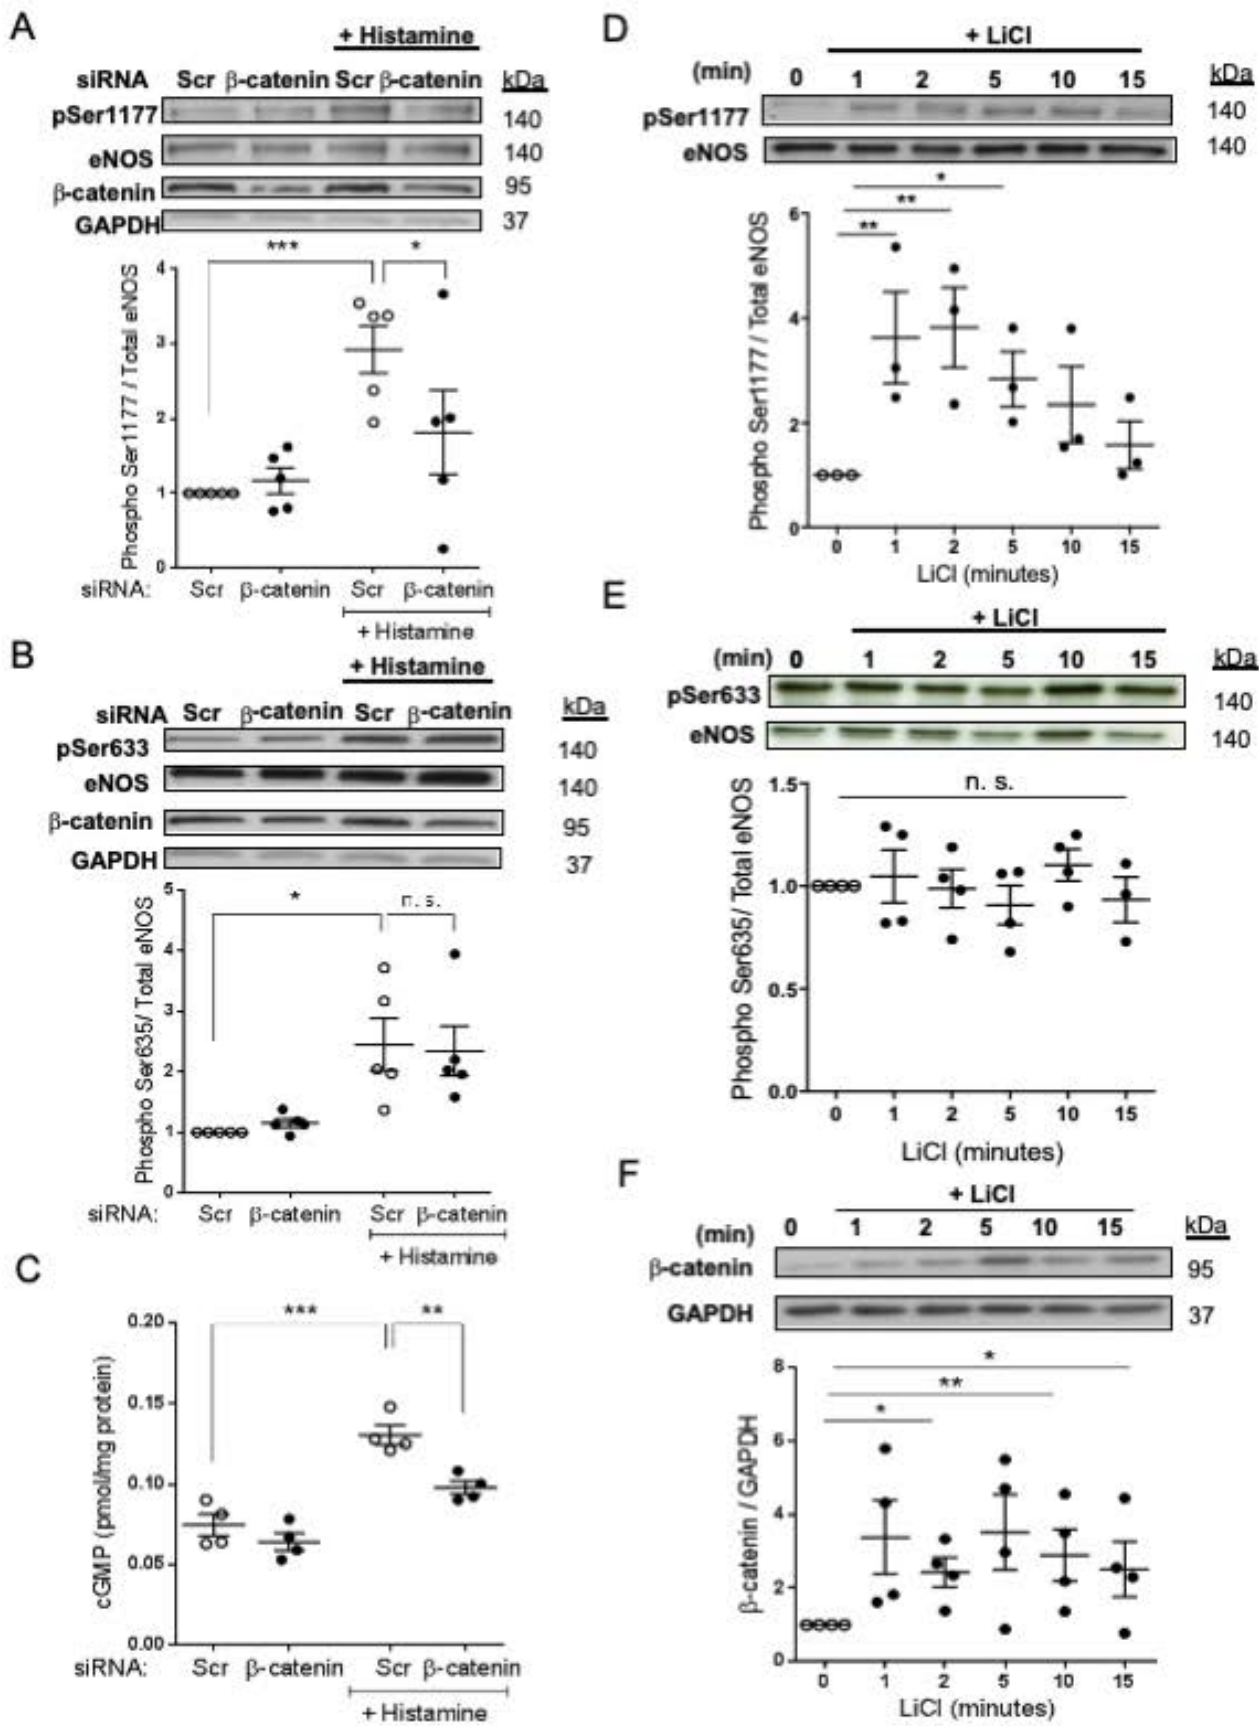 A
+ Histamine
siRNA Scr β-catenin Scr β-catenin kDa
pSer1177 140
eNOS 140
β-catenin 95
GAPDH 37
*** *
Phospho Ser1177 / Total eNOS
4
3
2
1
0
siRNA: Scr β-catenin Scr β-catenin
+ Histamine
B
+ Histamine
siRNA Scr β-catenin Scr β-catenin kDa
pSer633 140
eNOS 140
β-catenin 95
GAPDH 37
* n. s.
Phospho Ser635/ Total eNOS
5
4
3
2
1
0
siRNA: Scr β-catenin Scr β-catenin
+ Histamine
C
*** **
cGMP (pmol/mg protein)
0.20
0.15
0.10
0.05
0.00
siRNA: Scr β-catenin Scr β-catenin
+ Histamine
D
+ LiCl
(min) 0 1 2 5 10 15 kDa
pSer1177 140
eNOS 140
*
**
**
Phospho Ser1177 / Total eNOS
6
4
2
0
0 1 2 5 10 15
LiCl (minutes)
E
+ LiCl
(min) 0 1 2 5 10 15 kDa
pSer633 140
eNOS 140
n. s.
Phospho Ser635/ Total eNOS
1.5
1.0
0.5
0.0
0 1 2 5 10 15
LiCl (minutes)
F
+ LiCl
(min) 0 1 2 5 10 15 kDa
β-catenin 95
GAPDH 37
*
**
*
β-catenin / GAPDH
8
6
4
2
0
0 1 2 5 10 15
LiCl (minutes)